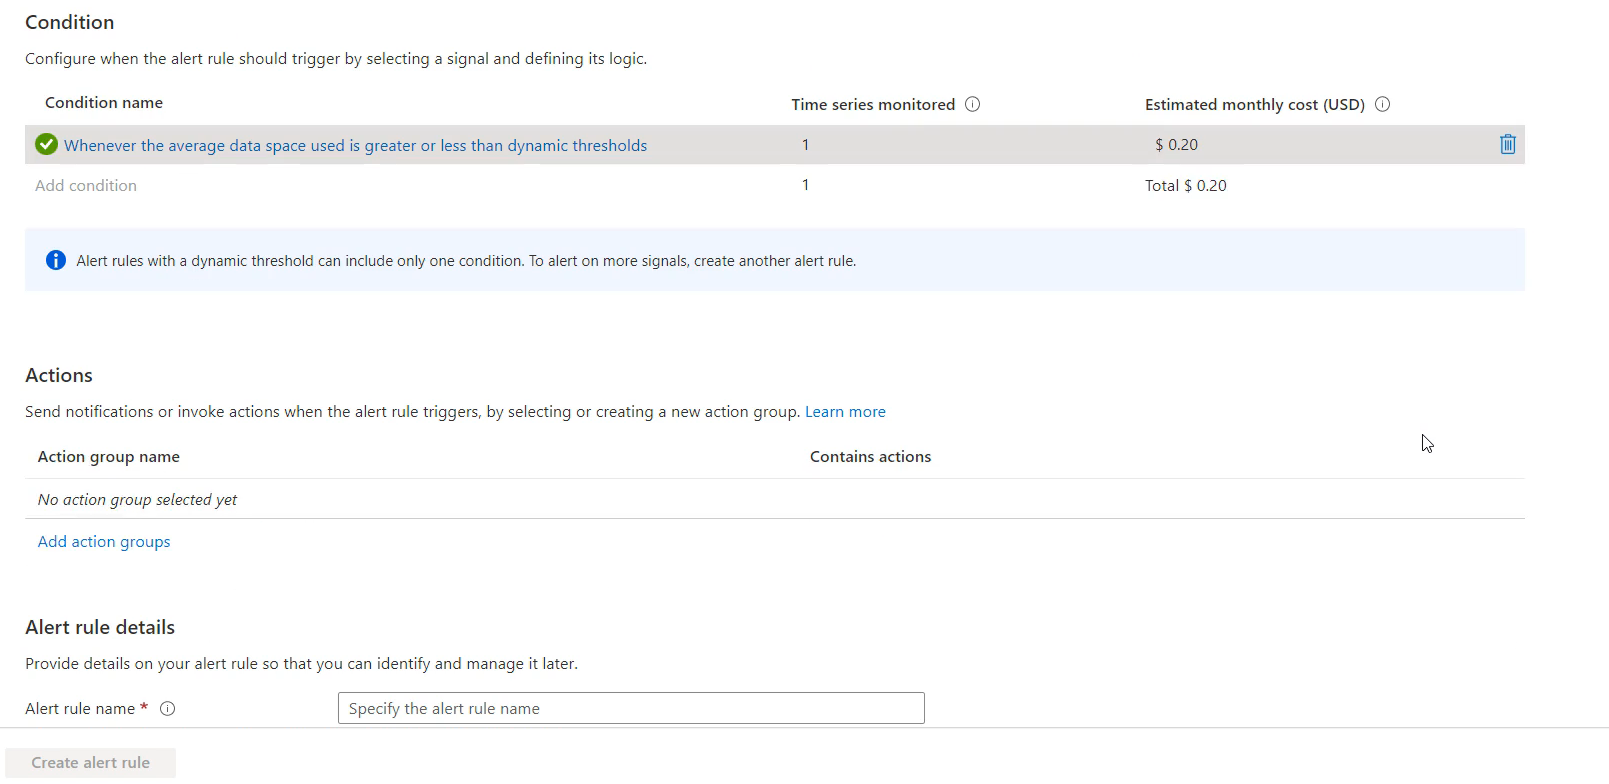 Condition
Configure when the alert rule should trigger by selecting a signal and defining its logic.
Condition name Time series monitored Estimated monthly cost (USD)
Whenever the average data space used is greater or less than dynamic thresholds 1 $ 0.20
Add condition 1 Total $ 0.20
Alert rules with a dynamic threshold can include only one condition. To alert on more signals, create another alert rule.
Actions
Send notifications or invoke actions when the alert rule triggers, by selecting or creating a new action group. Learn more
Action group name Contains actions
No action group selected yet
Add action groups
Alert rule details
Provide details on your alert rule so that you can identify and manage it later.
Alert rule name * Specify the alert rule name
Create alert rule